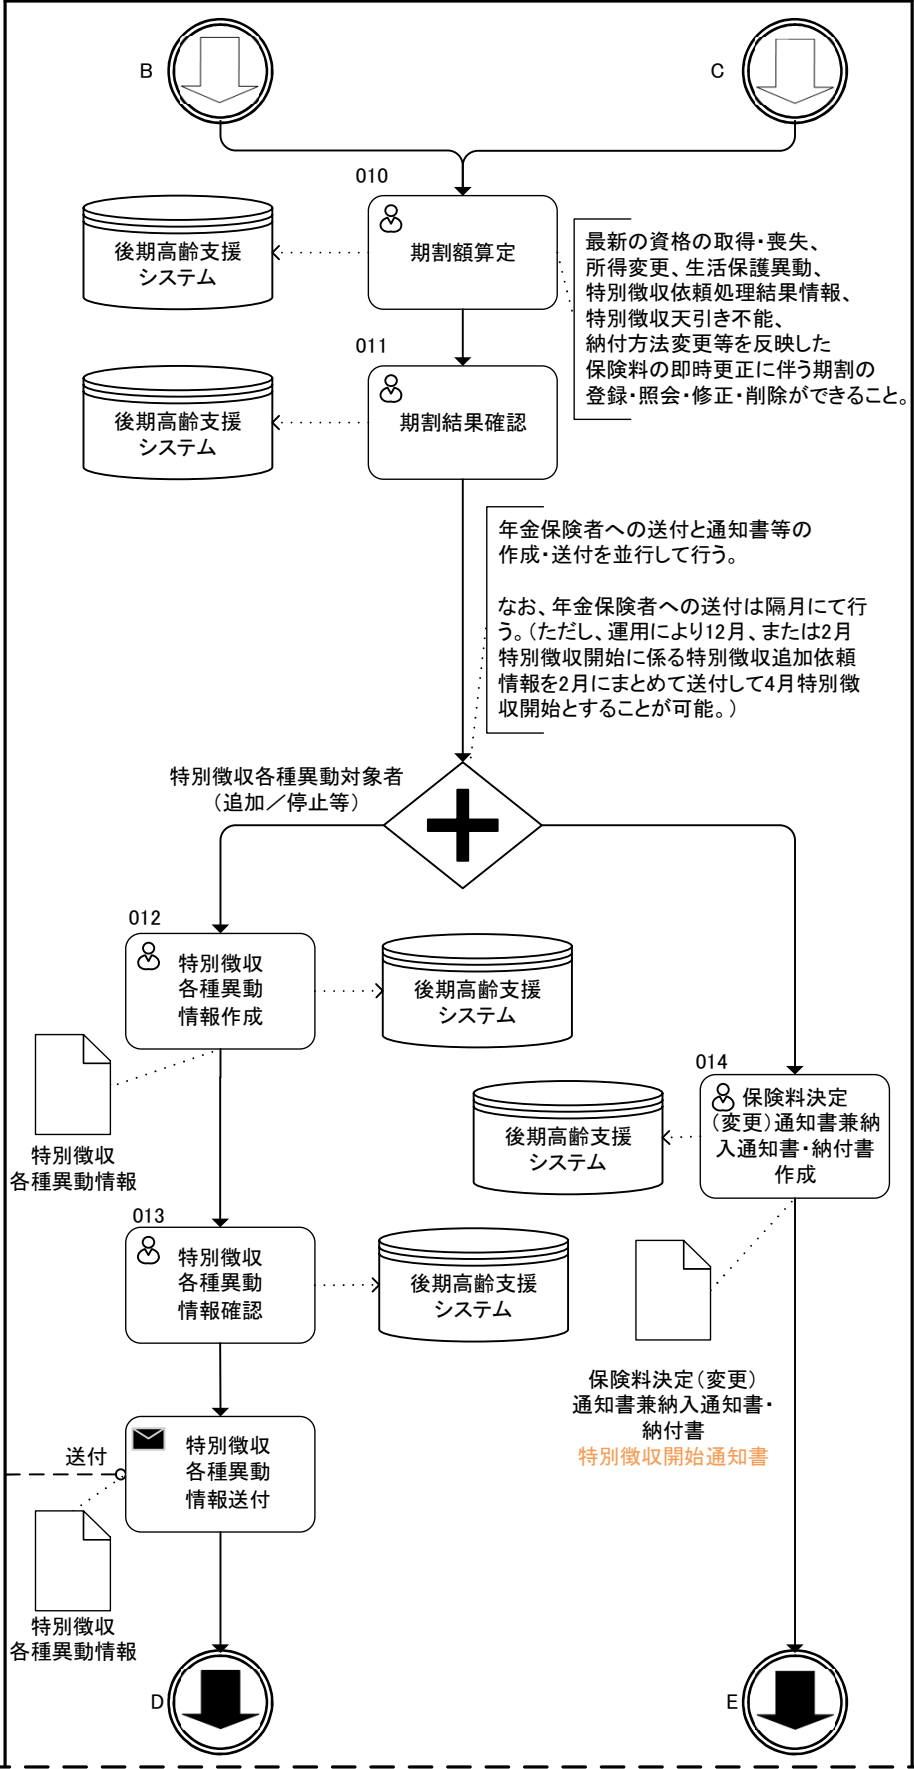 B
C
010
期割額算定
後期高齢支援
システム
最新の資格の取得・喪失、
所得変更、生活保護異動、
特別徴収依頼処理結果情報、
特別徴収天引き不能、
納付方法変更等を反映した
保険料の即時更正に伴う期割の
登録・照会・修正・削除ができること。
011
期割結果確認
後期高齢支援
システム
年金保険者への送付と通知書等の
作成・送付を並行して行う。
なお、年金保険者への送付は隔月にて行
う。（ただし、運用により12月、または2月
特別徴収開始に係る特別徴収追加依頼
情報を2月にまとめて送付して4月特別徴
収開始とすることが可能。）
特別徴収各種異動対象者
（追加／停止等）
012
特別徴収
各種異動
情報作成
後期高齢支援
システム
特別徴収
各種異動情報
014
保険料決定
（変更）通知書兼納
入通知書・納付書
作成
後期高齢支援
システム
013
特別徴収
各種異動
情報確認
後期高齢支援
システム
保険料決定（変更）
通知書兼納入通知書・
納付書
特別徴収開始通知書
送付
特別徴収
各種異動
情報送付
特別徴収
各種異動情報
D
E